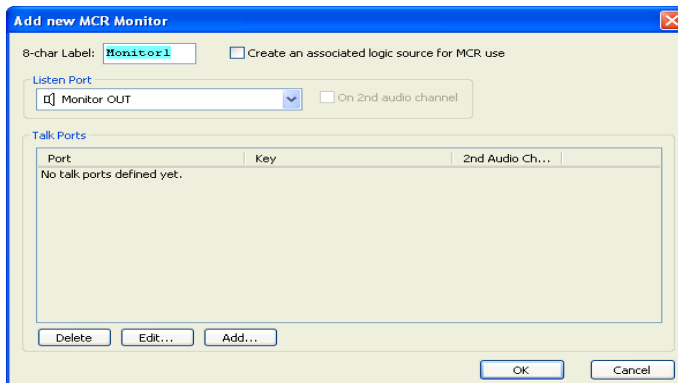 Add new MCR Monitor
8-char Label: Monitor1 Create an associated logic source for MCR use
Listen Port
Monitor OUT On 2nd audio channel
Talk Ports
Port Key 2nd Audio Ch...
No talk ports defined yet.
Delete Edit... Add...
OK Cancel